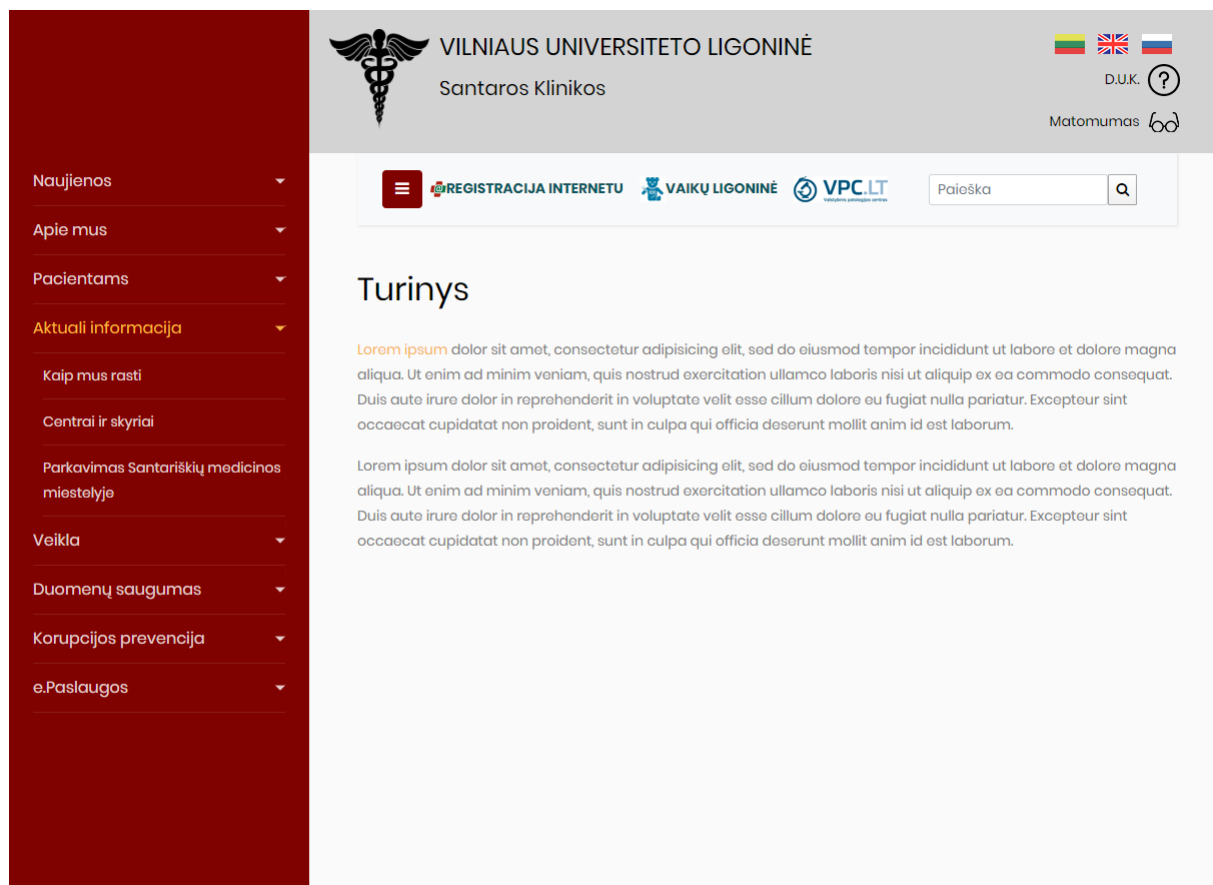 VILNIAUS UNIVERSITETO LIGONINĖ
Santaros Klinikos
D.U.K. ?
Matomumas
Naujienos
Apie mus
Pacientams
Aktuali informacija
Kaip mus rasti
Centrai ir skyriai
Parkavimas Santariškių medicinos
miestelyje
Veikla
Duomenų saugumas
Korupcijos prevencija
e.Paslaugos
REGISTRACIJA INTERNETU VAIKŲ LIGONINĖ VPC.LT
Valstybinis patologijos centras
Paieška
Turinys
Lorem ipsum dolor sit amet, consectetur adipisicing elit, sed do eiusmod tempor incididunt ut labore et dolore magna
aliqua. Ut enim ad minim veniam, quis nostrud exercitation ullamco laboris nisi ut aliquip ex ea commodo consequat.
Duis aute irure dolor in reprehenderit in voluptate velit esse cillum dolore eu fugiat nulla pariatur. Excepteur sint
occaecat cupidatat non proident, sunt in culpa qui officia deserunt mollit anim id est laborum.
Lorem ipsum dolor sit amet, consectetur adipisicing elit, sed do eiusmod tempor incididunt ut labore et dolore magna
aliqua. Ut enim ad minim veniam, quis nostrud exercitation ullamco laboris nisi ut aliquip ex ea commodo consequat.
Duis aute irure dolor in reprehenderit in voluptate velit esse cillum dolore eu fugiat nulla pariatur. Excepteur sint
occaecat cupidatat non proident, sunt in culpa qui officia deserunt mollit anim id est laborum.